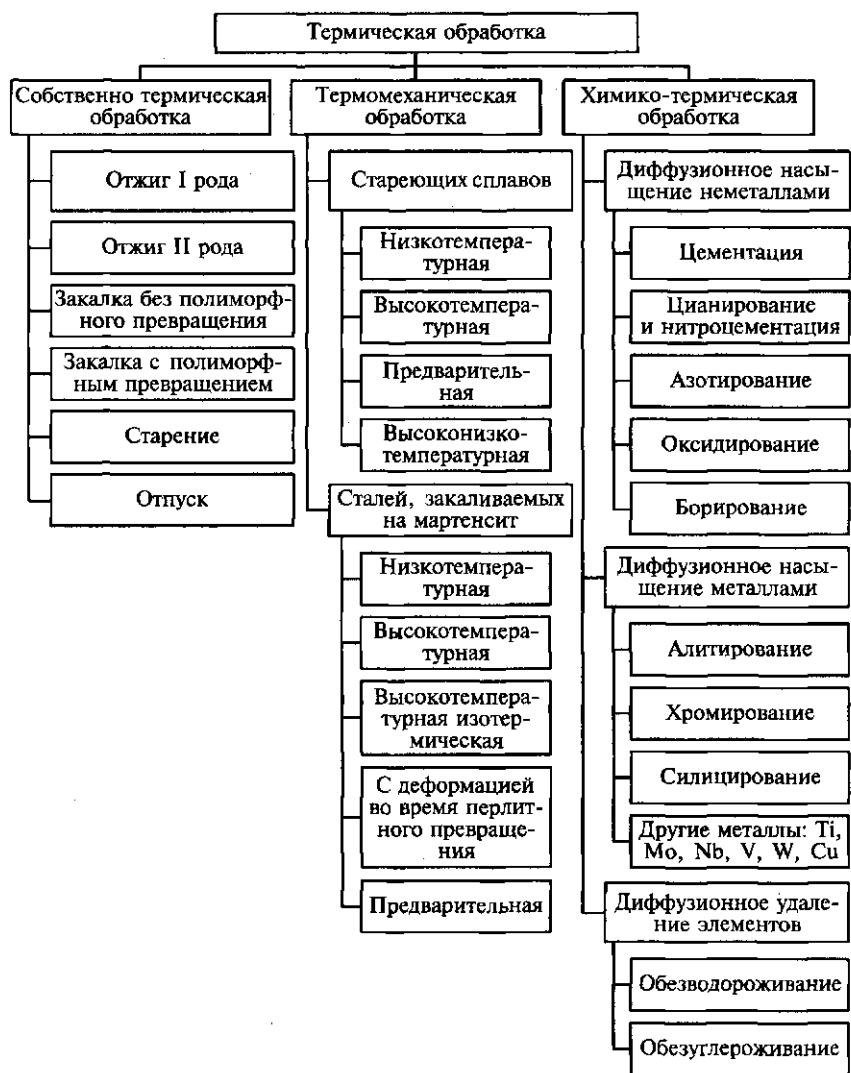 Термическая обработка
Собственно термическая
обработка
Отжиг I рода
Отжиг II рода
Закалка без полиморф-
ного превращения
Закалка с полиморф-
ным превращением
Старение
Отпуск
Термомеханическая
обработка
Стареющих сплавов
Низкотемпера-
турная
Высокотемпера-
турная
Предваритель-
ная
Высоконизко-
температурная
Сталей, закаливаемых
на мартенсит
Низкотемпера-
турная
Высокотемпера-
турная
Высокотемпера-
турная изотер-
мическая
С деформацией
во время перлит-
ного превраще-
ния
Предварительная
Химико-термическая
обработка
Диффузионное насы-
щение неметаллами
Цементация
Цианирование
и нитроцементация
Азотирование
Оксидирование
Борирование
Диффузионное насы-
щение металлами
Алитирование
Хромирование
Силицирование
Другие металлы: Ti,
Mo, Nb, V, W, Cu
Диффузионное удале-
ние элементов
Обезводороживание
Обезуглероживание